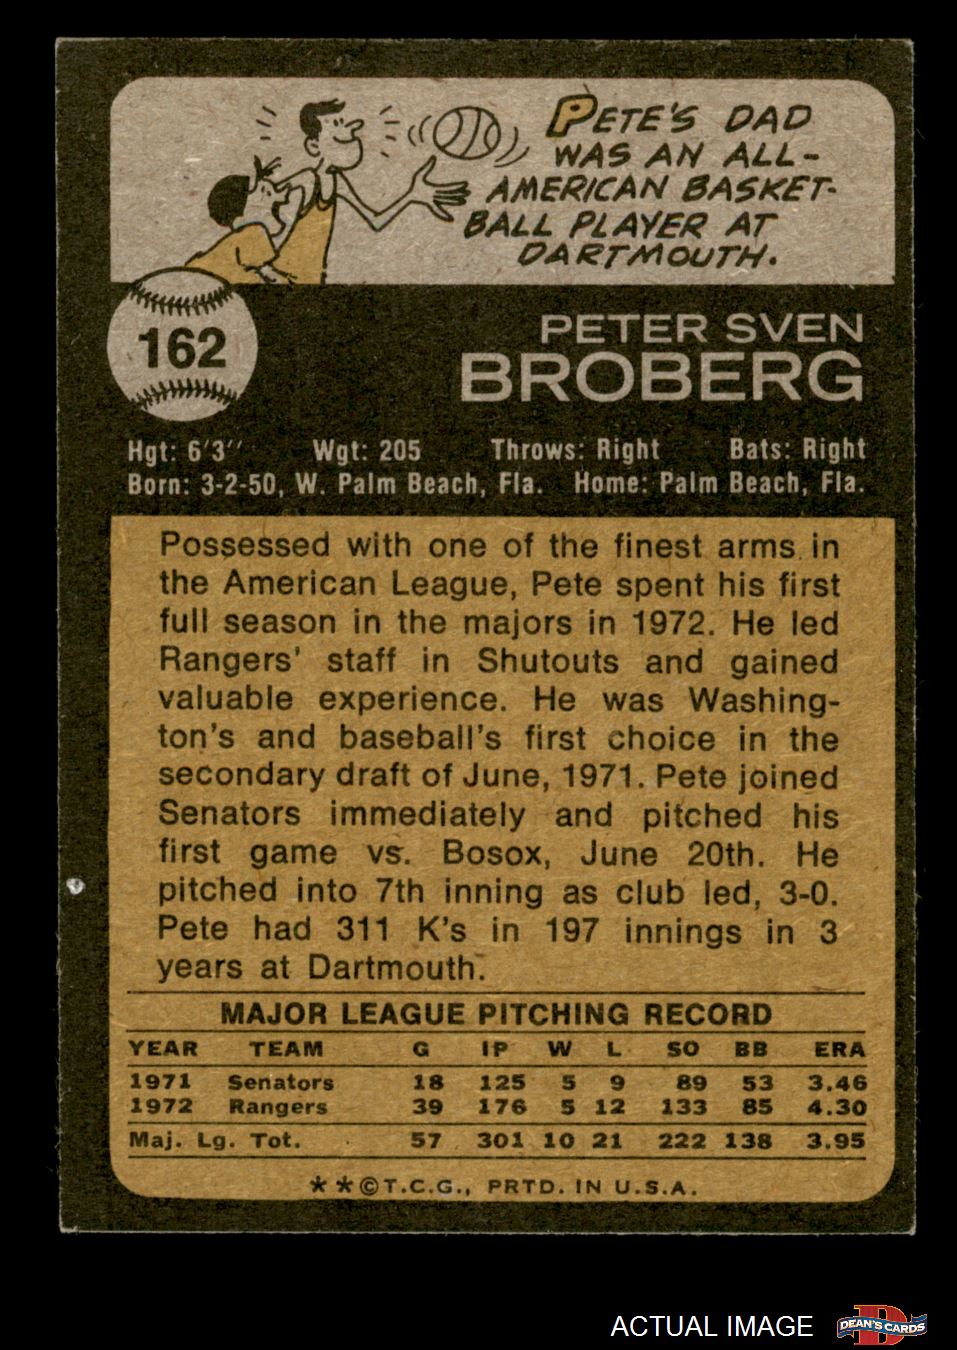 PETE'S DAD
WAS AN ALL-
AMERICAN BASKET-
BALL PLAYER AT
DARTMOUTH.
162
PETER SVEN
BROBERG
Hgt: 6'3'' Wgt: 205 Throws: Right Bats: Right
Born: 3-2-50, W. Palm Beach, Fla. Home: Palm Beach, Fla.
Possessed with one of the finest arms in
the American League, Pete spent his first
full season in the majors in 1972. He led
Rangers' staff in Shutouts and gained
valuable experience. He was Washing-
ton's and baseball's first choice in the
secondary draft of June, 1971. Pete joined
Senators immediately and pitched his
first game vs. Bosox, June 20th. He
pitched into 7th inning as club led, 3-0.
Pete had 311 K's in 197 innings in 3
years at Dartmouth.
MAJOR LEAGUE PITCHING RECORD
YEAR TEAM G IP W L SO BB ERA
1971 Senators 18 125 5 9 89 53 3.46
1972 Rangers 39 176 5 12 133 85 4.30
Maj. Lg. Tot. 57 301 10 21 222 138 3.95
**©T.C.G., PRTD. IN U.S.A.
ACTUAL IMAGE
D
DEAN'S CARDS